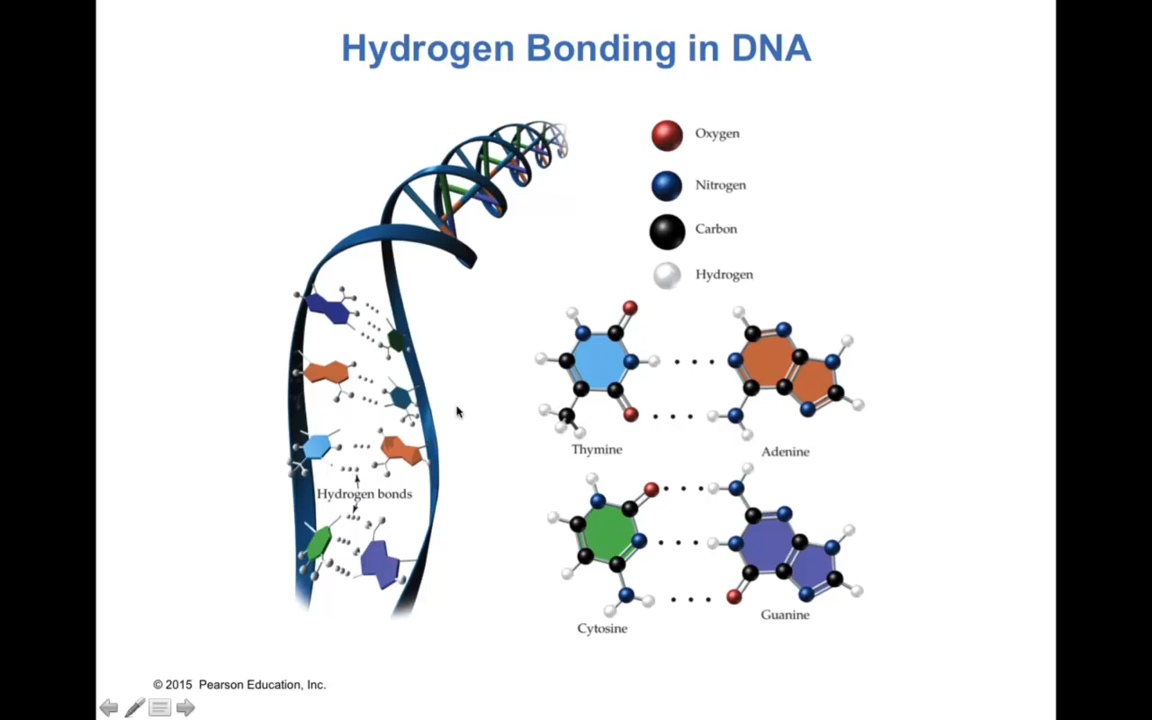 Hydrogen Bonding in DNA
Oxygen
Nitrogen
Carbon
Hydrogen
Thymine
Adenine
Hydrogen bonds
Cytosine
Guanine
© 2015 Pearson Education, Inc.